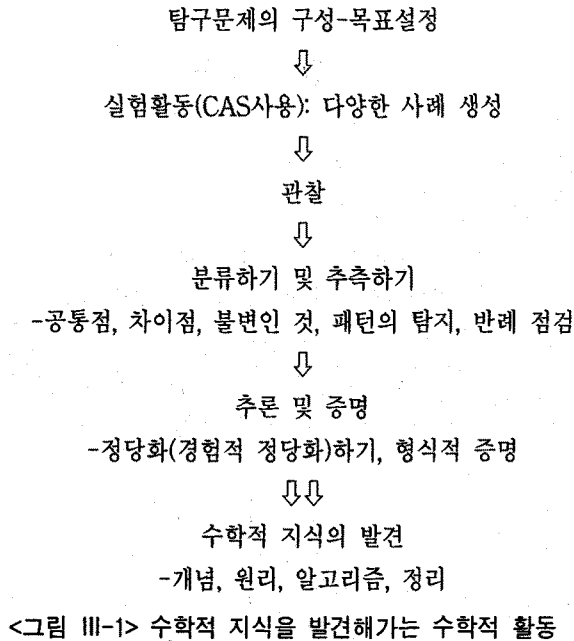 탐구문제의 구성-목표설정
⇩
실험활동(CAS사용): 다양한 사례 생성
⇩
관찰
⇩
분류하기 및 추측하기
-공통점, 차이점, 불변인 것, 패턴의 탐지, 반례 점검
⇩
추론 및 증명
-정당화(경험적 정당화)하기, 형식적 증명
⇩⇩
수학적 지식의 발견
-개념, 원리, 알고리즘, 정리
<그림 III-1> 수학적 지식을 발견해가는 수학적 활동